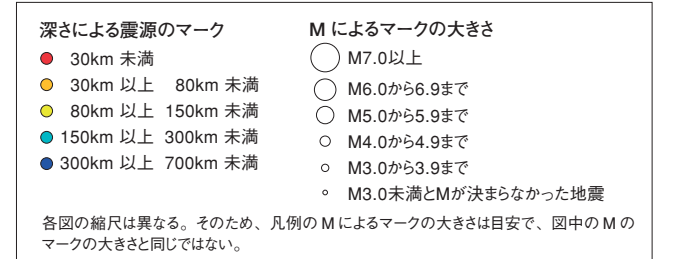 深さによる震源のマーク
30km 未満
30km 以上 80km 未満
80km 以上 150km 未満
150km 以上 300km 未満
300km 以上 700km 未満
M によるマークの大きさ
M7.0以上
M6.0から6.9まで
M5.0から5.9まで
M4.0から4.9まで
M3.0から3.9まで
M3.0未満とMが決まらなかった地震
各図の縮尺は異なる。そのため、凡例の M によるマークの大きさは目安で、図中の M の
マークの大きさと同じではない。